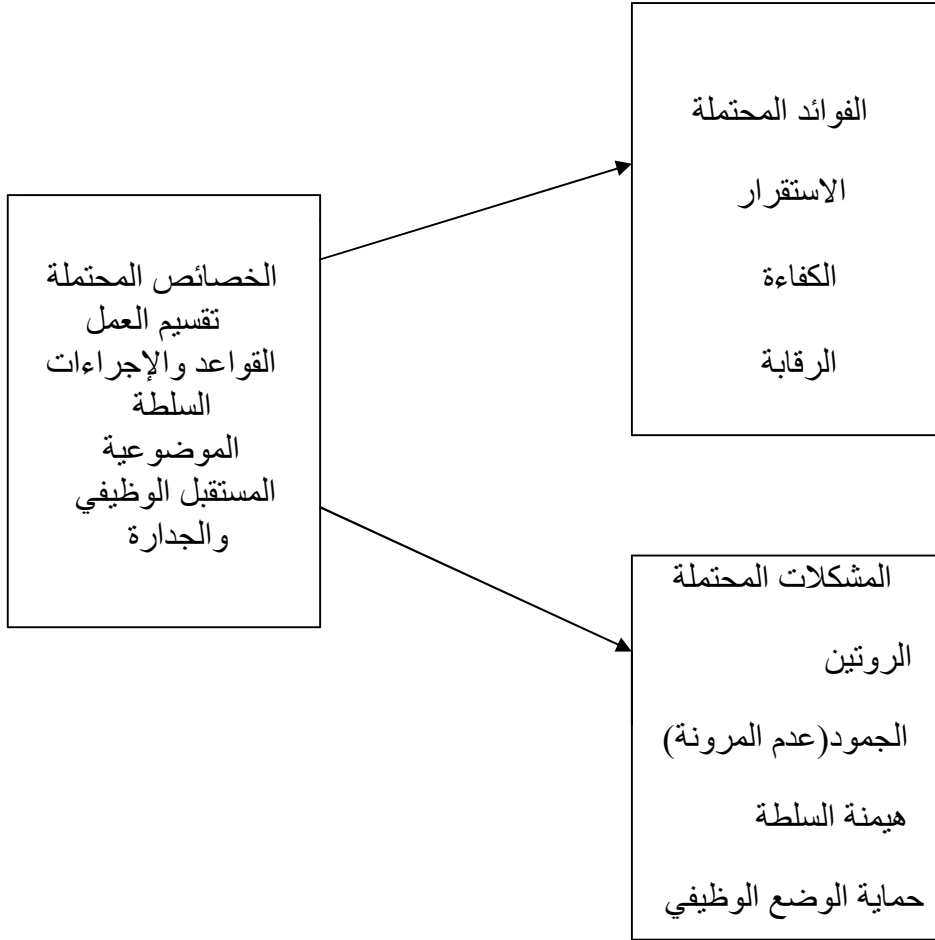 الخصائص المحتملة
تقسيم العمل
القواعد والإجراءات
السلطة
الموضوعية
المستقبل الوظيفي
والجدارة
الفوائد المحتملة
الاستقرار
الكفاءة
الرقابة
المشكلات المحتملة
الروتين
الجمود(عدم المرونة)
هيمنة السلطة
حماية الوضع الوظيفي